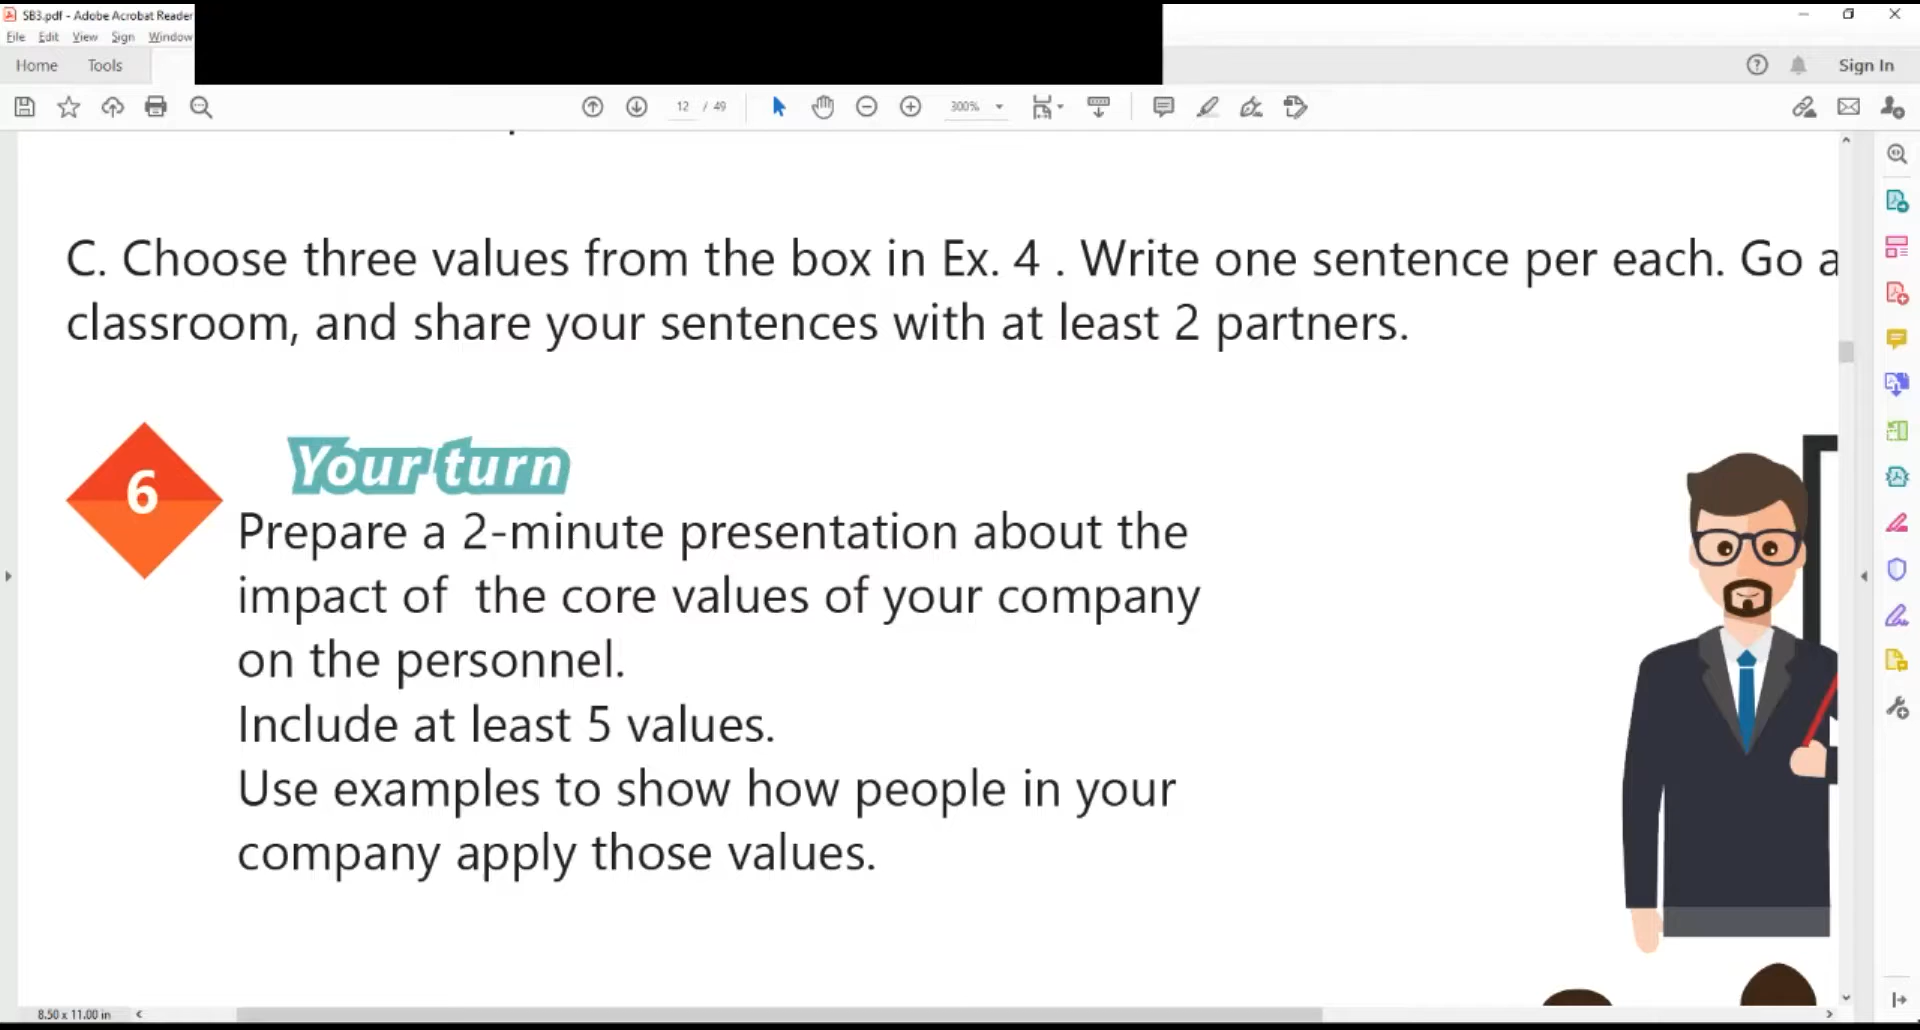 SB3.pdf - Adobe Acrobat Reader
File Edit View Sign Window
Home Tools
Sign In
12 / 49
300%
C. Choose three values from the box in Ex. 4 . Write one sentence per each. Go a
classroom, and share your sentences with at least 2 partners.
6
Your turn
Prepare a 2-minute presentation about the
impact of the core values of your company
on the personnel.
Include at least 5 values.
Use examples to show how people in your
company apply those values.
8.50 x 11.00 in